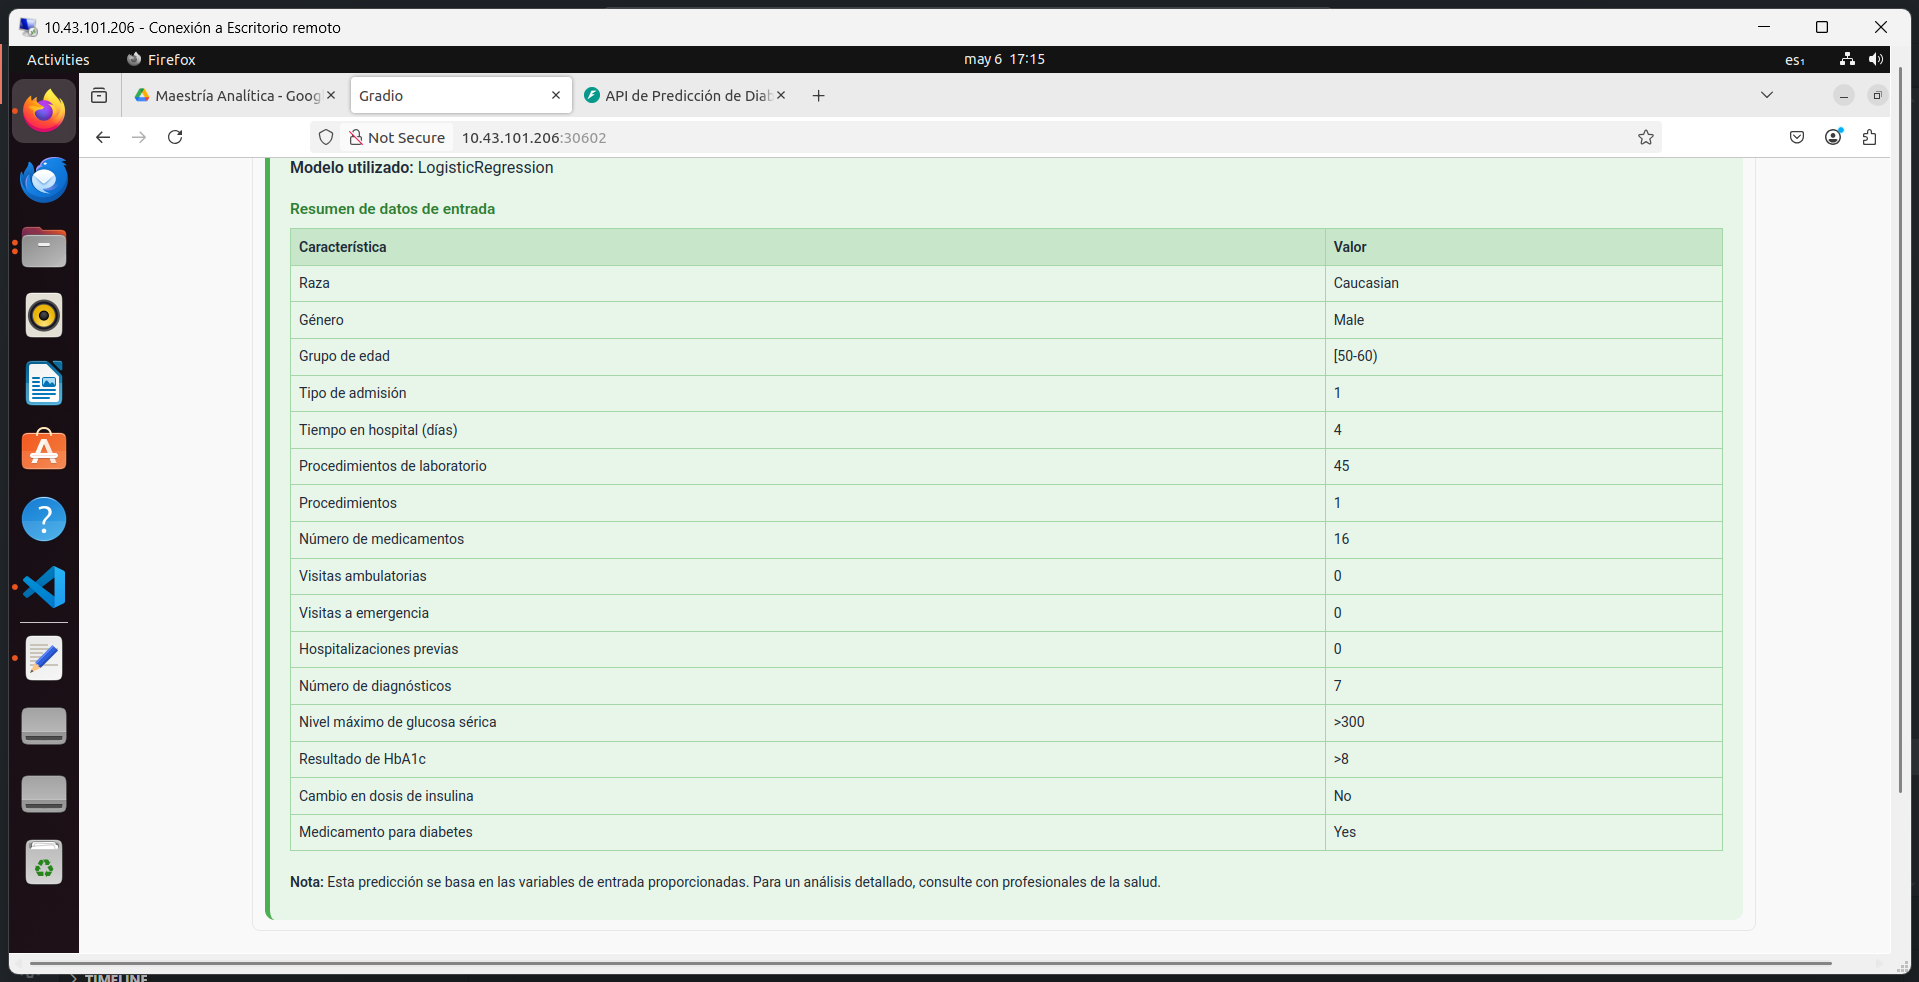 10.43.101.206 - Conexión a Escritorio remoto
Activities
Firefox
may 6 17:15
es₁
Maestría Analítica - Goog
Gradio
API de Predicción de Diab
Not Secure
10.43.101.206:30602
Modelo utilizado: LogisticRegression
Resumen de datos de entrada
Característica Valor
Raza Caucasian
Género Male
Grupo de edad [50-60)
Tipo de admisión 1
Tiempo en hospital (días) 4
Procedimientos de laboratorio 45
Procedimientos 1
Número de medicamentos 16
Visitas ambulatorias 0
Visitas a emergencia 0
Hospitalizaciones previas 0
Número de diagnósticos 7
Nivel máximo de glucosa sérica >300
Resultado de HbA1c >8
Cambio en dosis de insulina No
Medicamento para diabetes Yes
Nota: Esta predicción se basa en las variables de entrada proporcionadas. Para un análisis detallado, consulte con profesionales de la salud.
TIMELINE